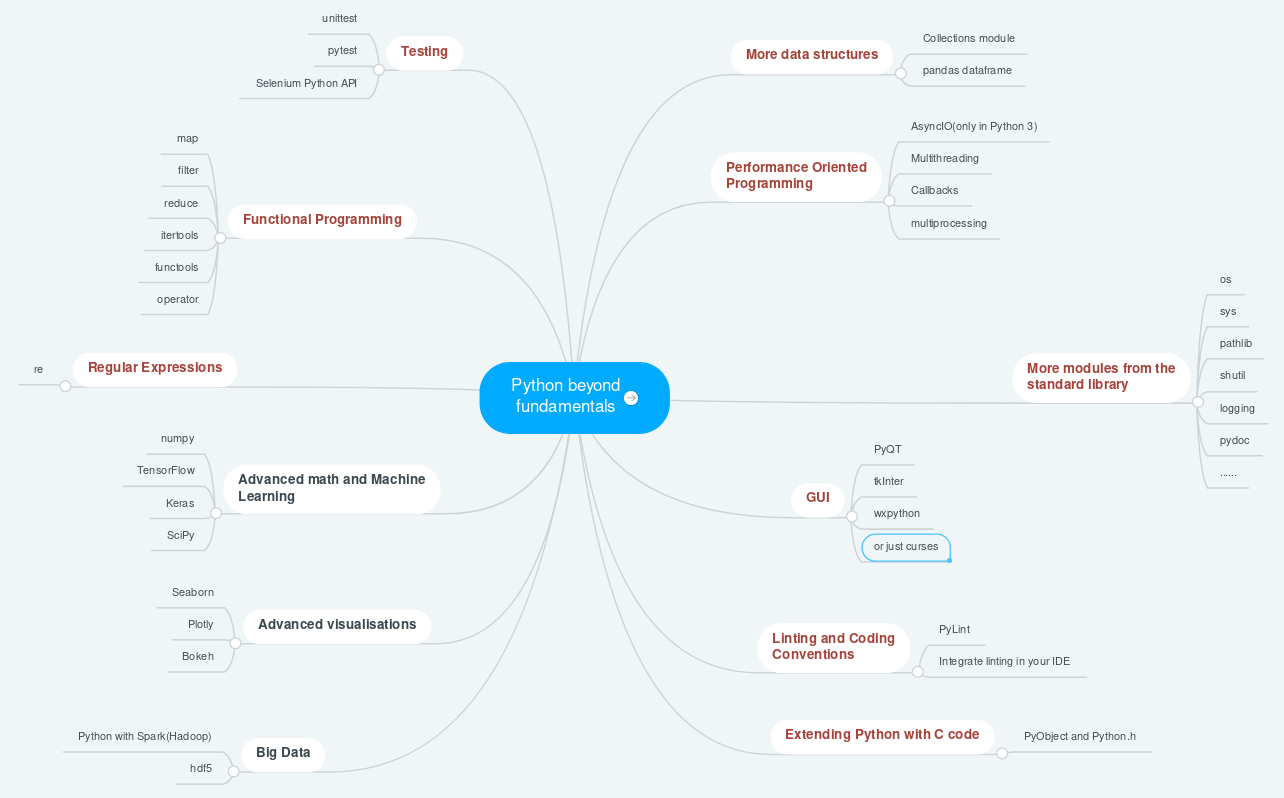 Python beyond
fundamentals
Testing
unittest
pytest
Selenium Python API
Functional Programming
map
filter
reduce
itertools
functools
operator
Regular Expressions
re
Advanced math and Machine
Learning
numpy
TensorFlow
Keras
SciPy
Advanced visualisations
Seaborn
Plotly
Bokeh
Big Data
Python with Spark(Hadoop)
hdf5
More data structures
Collections module
pandas dataframe
Performance Oriented
Programming
AsyncIO(only in Python 3)
Multithreading
Callbacks
multiprocessing
More modules from the
standard library
os
sys
pathlib
shutil
logging
pydoc
......
GUI
PyQT
tkInter
wxpython
or just curses
Linting and Coding
Conventions
PyLint
Integrate linting in your IDE
Extending Python with C code
PyObject and Python.h